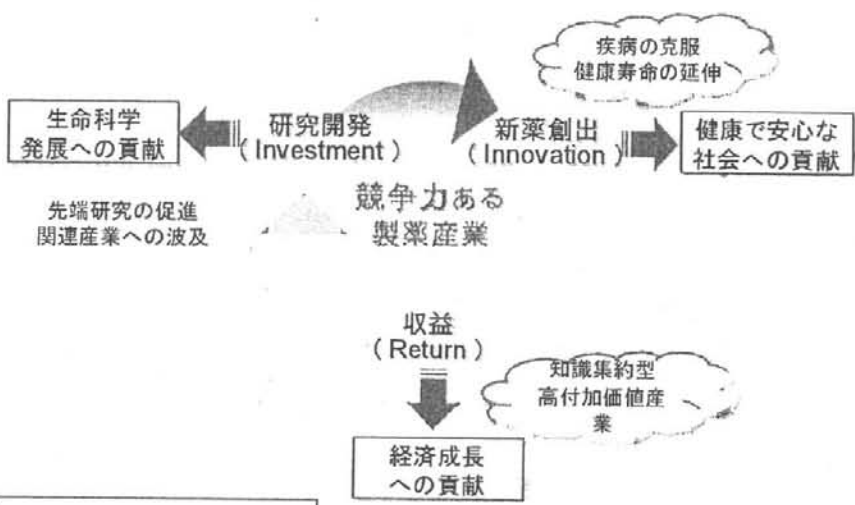 疾病の克服
健康寿命の延伸
生命科学
発展への貢献
研究開発
( Investment )
新薬創出
( Innovation )
健康で安心な
社会への貢献
先端研究の促進
関連産業への波及
競争力ある
製薬産業
収益
( Return )
知識集約型
高付加価値産
業
経済成長
への貢献